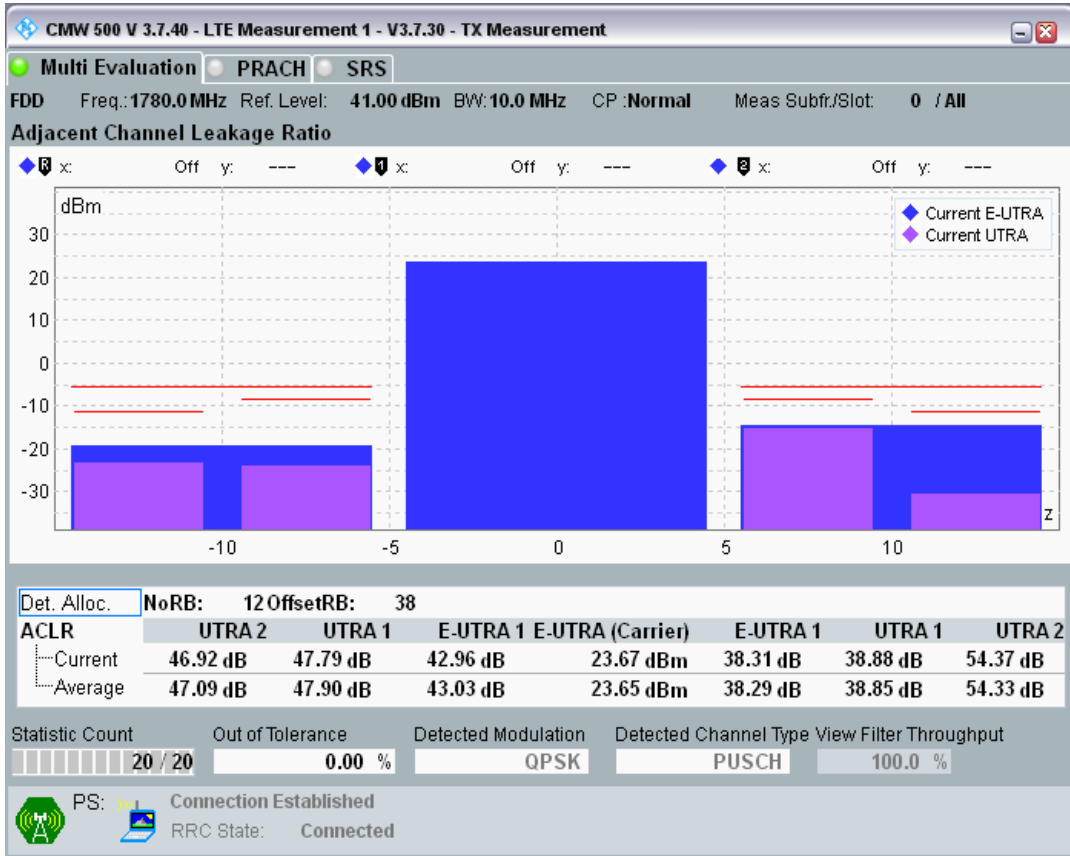 CMW 500 V 3.7.40 - LTE Measurement 1 - V3.7.30 - TX Measurement
Multi Evaluation PRACH SRS
FDD Freq.:1780.0 MHz Ref. Level: 41.00 dBm BW:10.0 MHz CP :Normal Meas Subfr./Slot: 0 / All
Adjacent Channel Leakage Ratio
R x: Off y: --- 1 x: Off y: --- 2 x: Off y: ---
dBm
Current E-UTRA
Current UTRA
30
20
10
0
-10
-20
-30
z
-10 -5 0 5 10
Det. Alloc. NoRB: 12 OffsetRB: 38
ACLR UTRA 2 UTRA 1 E-UTRA 1 E-UTRA (Carrier) E-UTRA 1 UTRA 1 UTRA 2
Current 46.92 dB 47.79 dB 42.96 dB 23.67 dBm 38.31 dB 38.88 dB 54.37 dB
Average 47.09 dB 47.90 dB 43.03 dB 23.65 dBm 38.29 dB 38.85 dB 54.33 dB
Statistic Count Out of Tolerance Detected Modulation Detected Channel Type View Filter Throughput
20 / 20 0.00 % QPSK PUSCH 100.0 %
PS: Connection Established
RRC State: Connected